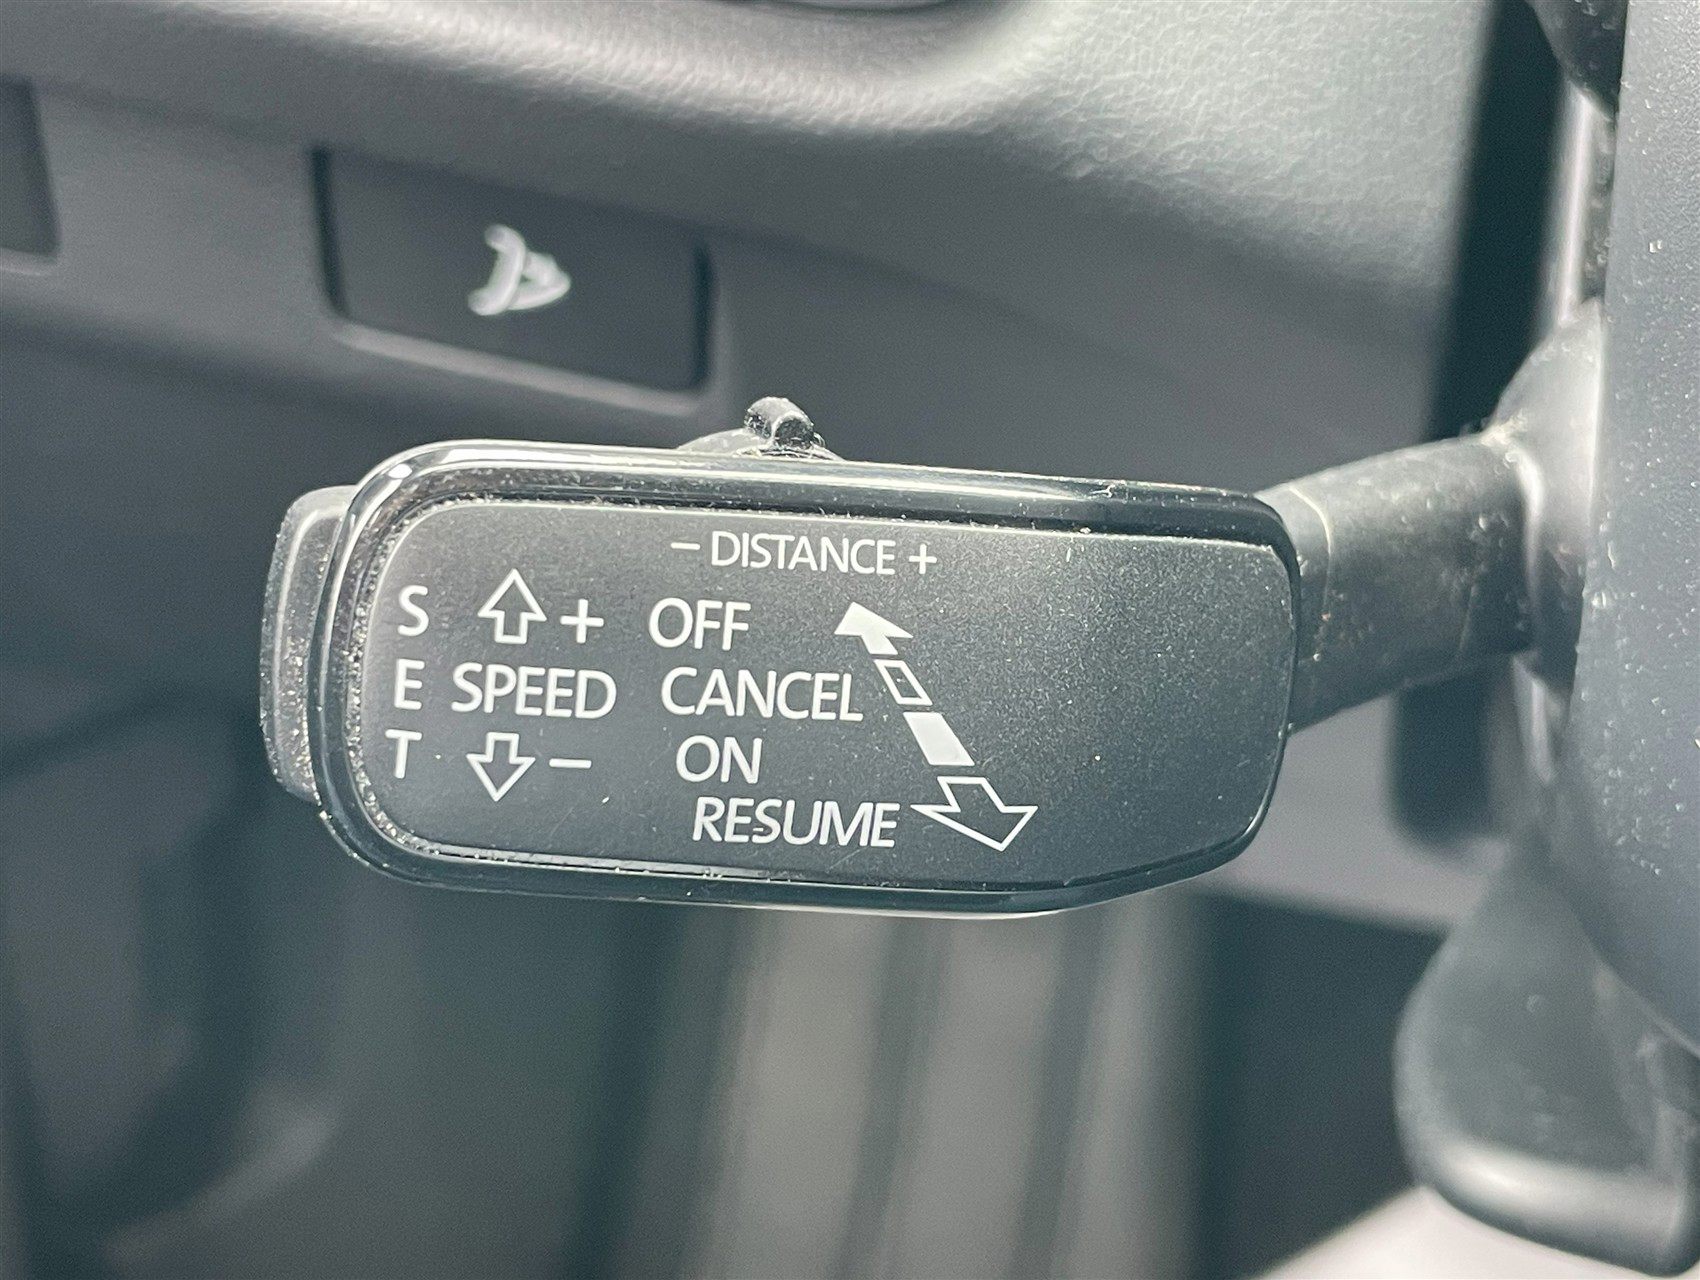 – DISTANCE +
S + OFF
E SPEED CANCEL
T – ON
RESUME